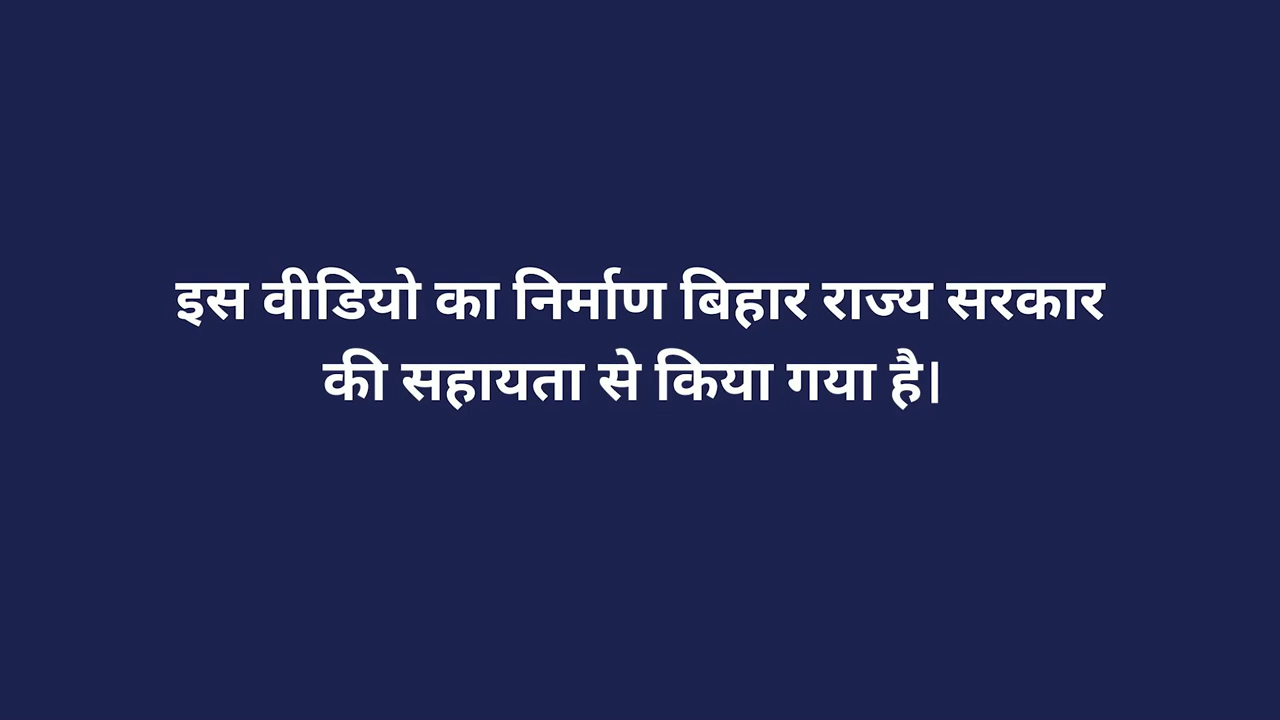 इस वीडियो का निर्माण बिहार राज्य सरकार
की सहायता से किया गया है।